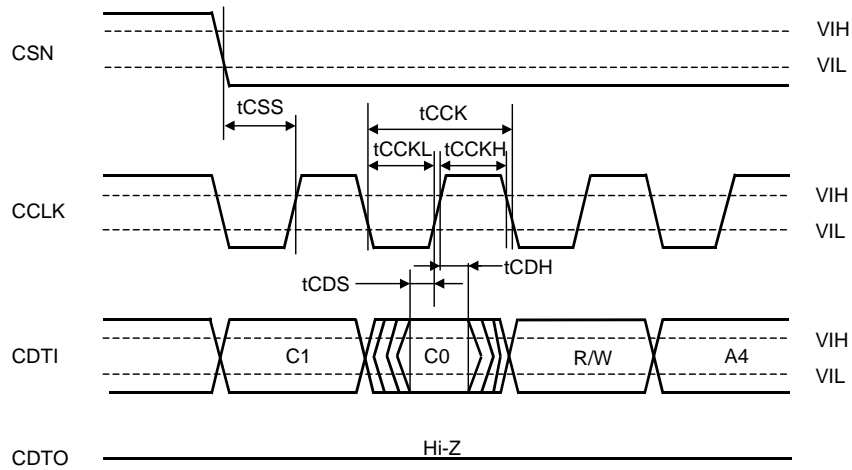 CSN
VIH
VIL
tCSS
tCCK
tCCKL
tCCKH
CCLK
VIH
VIL
tCDS
tCDH
CDTI
C1
C0
R/W
A4
VIH
VIL
CDTO
Hi-Z